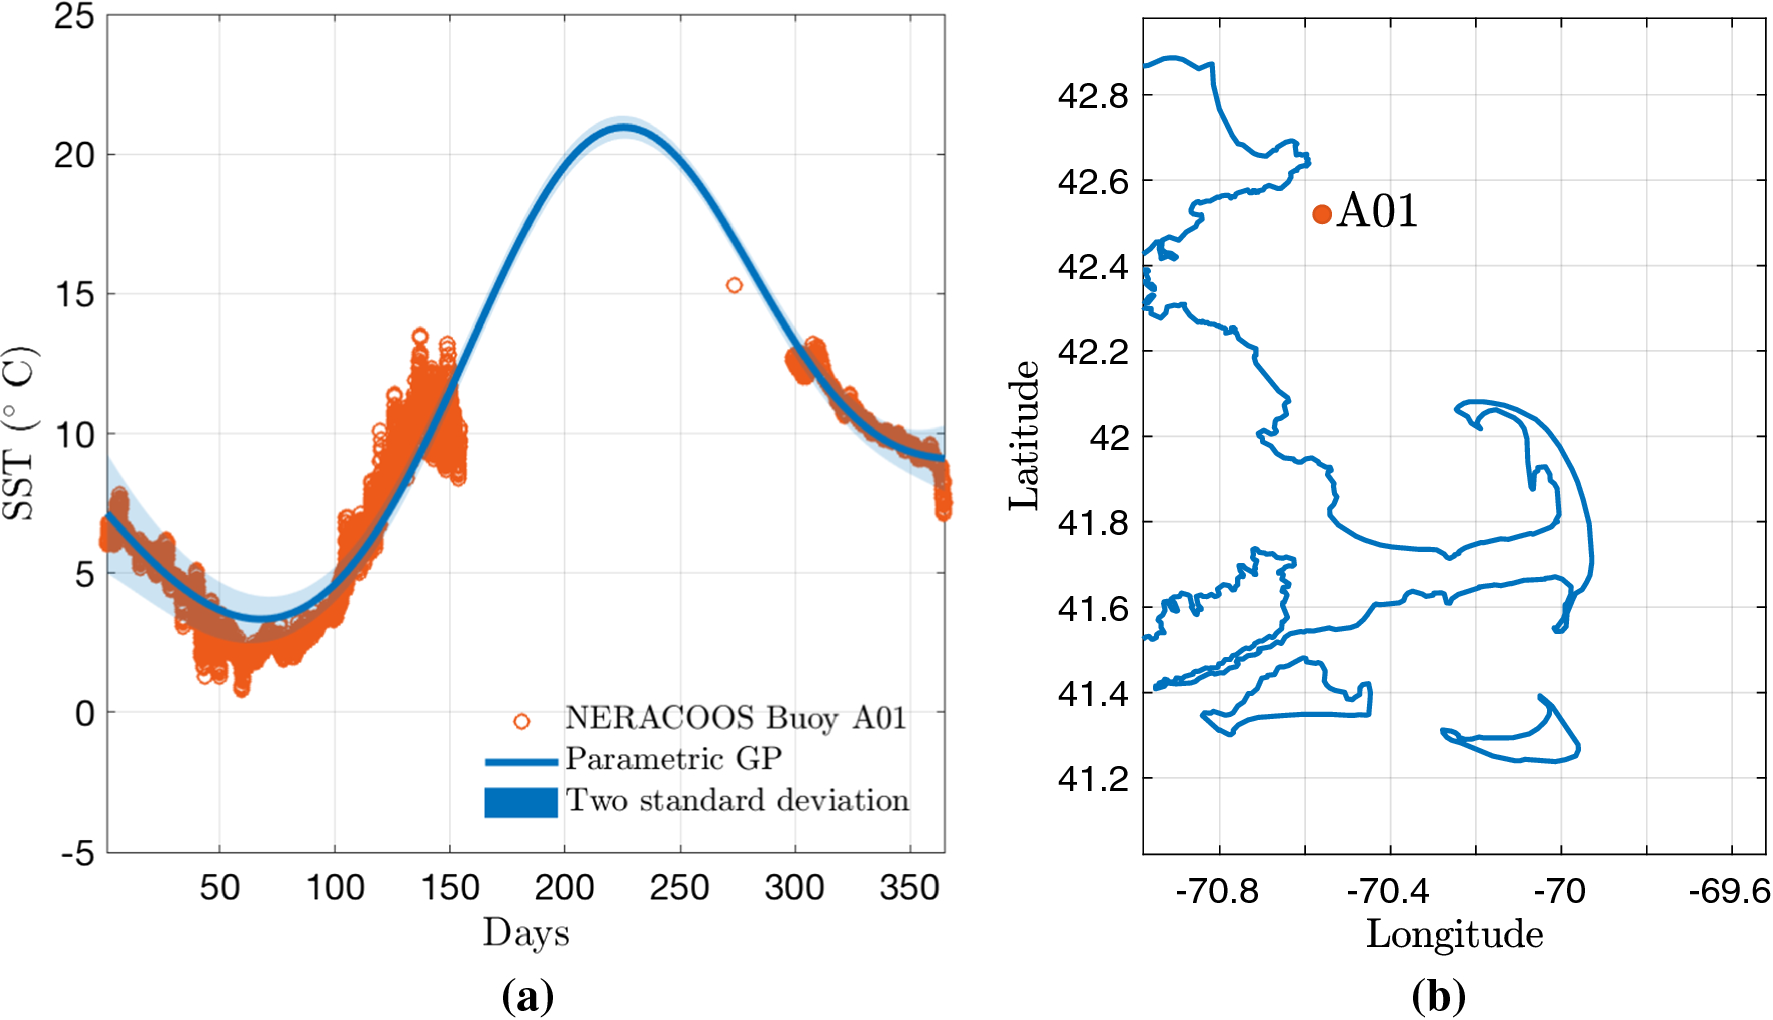 25
20
15
10
5
0
-5
SST (° C)
50 100 150 200 250 300 350
Days
NERACOOS Buoy A01
Parametric GP
Two standard deviation
(a)
42.8
42.6
42.4
42.2
42
41.8
41.6
41.4
41.2
Latitude
A01
-70.8 -70.4 -70 -69.6
Longitude
(b)